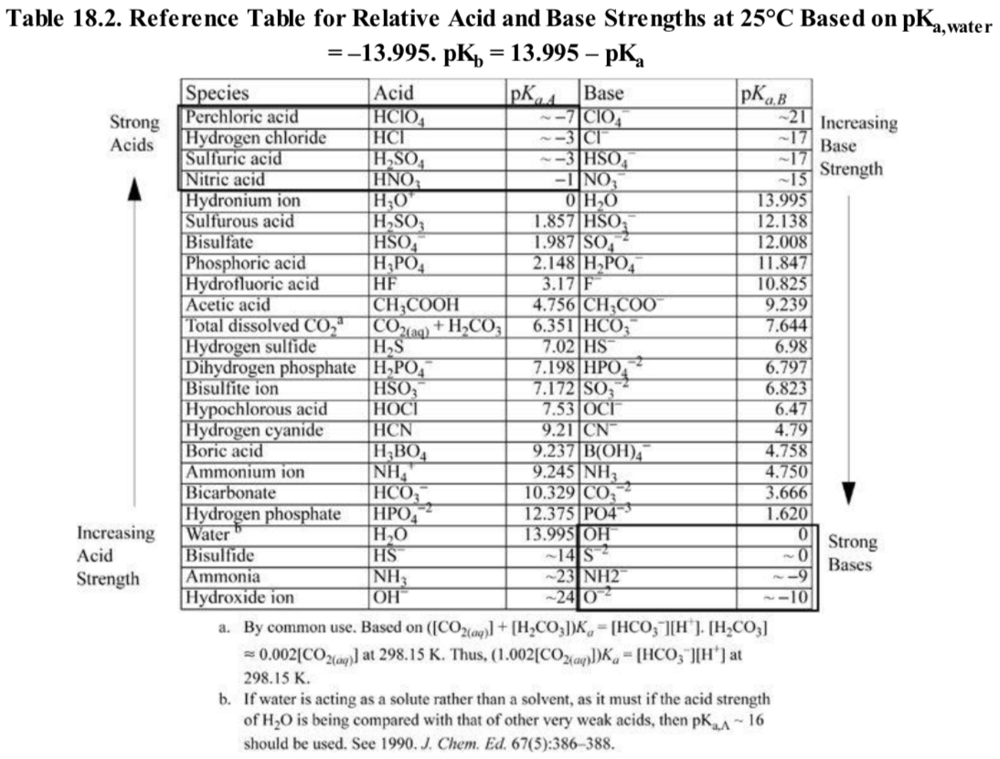 Table 18.2. Reference Table for Relative Acid and Base Strengths at 25°C Based on pKa,water
= –13.995. pKb = 13.995 – pKa
Species Acid pKa,A Base pKa,B
Strong
Acids
Perchloric acid HClO₄ ~–7 ClO₄⁻ ~21
Hydrogen chloride HCl ~–3 Cl⁻ ~17
Sulfuric acid H₂SO₄ ~–3 HSO₄⁻ ~17
Nitric acid HNO₃ –1 NO₃⁻ ~15
Increasing
Base
Strength
Hydronium ion H₃O⁺ 0 H₂O 13.995
Sulfurous acid H₂SO₃ 1.857 HSO₃⁻ 12.138
Bisulfate HSO₄⁻ 1.987 SO₄⁻² 12.008
Phosphoric acid H₃PO₄ 2.148 H₂PO₄⁻ 11.847
Hydrofluoric acid HF 3.17 F⁻ 10.825
Acetic acid CH₃COOH 4.756 CH₃COO⁻ 9.239
Total dissolved CO₂ᵃ CO₂(aq) + H₂CO₃ 6.351 HCO₃⁻ 7.644
Hydrogen sulfide H₂S 7.02 HS⁻ 6.98
Dihydrogen phosphate H₂PO₄⁻ 7.198 HPO₄⁻² 6.797
Bisulfite ion HSO₃⁻ 7.172 SO₃⁻² 6.823
Hypochlorous acid HOCl 7.53 OCl⁻ 6.47
Hydrogen cyanide HCN 9.21 CN⁻ 4.79
Boric acid H₃BO₄ 9.237 B(OH)₄⁻ 4.758
Ammonium ion NH₄⁺ 9.245 NH₃ 4.750
Bicarbonate HCO₃⁻ 10.329 CO₃⁻² 3.666
Hydrogen phosphate HPO₄⁻² 12.375 PO4⁻³ 1.620
Increasing
Acid
Strength
Water ᵇ H₂O 13.995 OH⁻ 0
Bisulfide HS⁻ ~14 S⁻² ~0
Ammonia NH₃ ~23 NH2⁻ ~–9
Hydroxide ion OH⁻ ~24 O⁻² ~–10
Strong
Bases
a. By common use. Based on ([CO₂(aq)] + [H₂CO₃])Kₐ = [HCO₃⁻][H⁺]. [H₂CO₃]
≈ 0.002[CO₂(aq)] at 298.15 K. Thus, (1.002[CO₂(aq)])Kₐ = [HCO₃⁻][H⁺] at
298.15 K.
b. If water is acting as a solute rather than a solvent, as it must if the acid strength
of H₂O is being compared with that of other very weak acids, then pKa,A ~ 16
should be used. See 1990. J. Chem. Ed. 67(5):386–388.